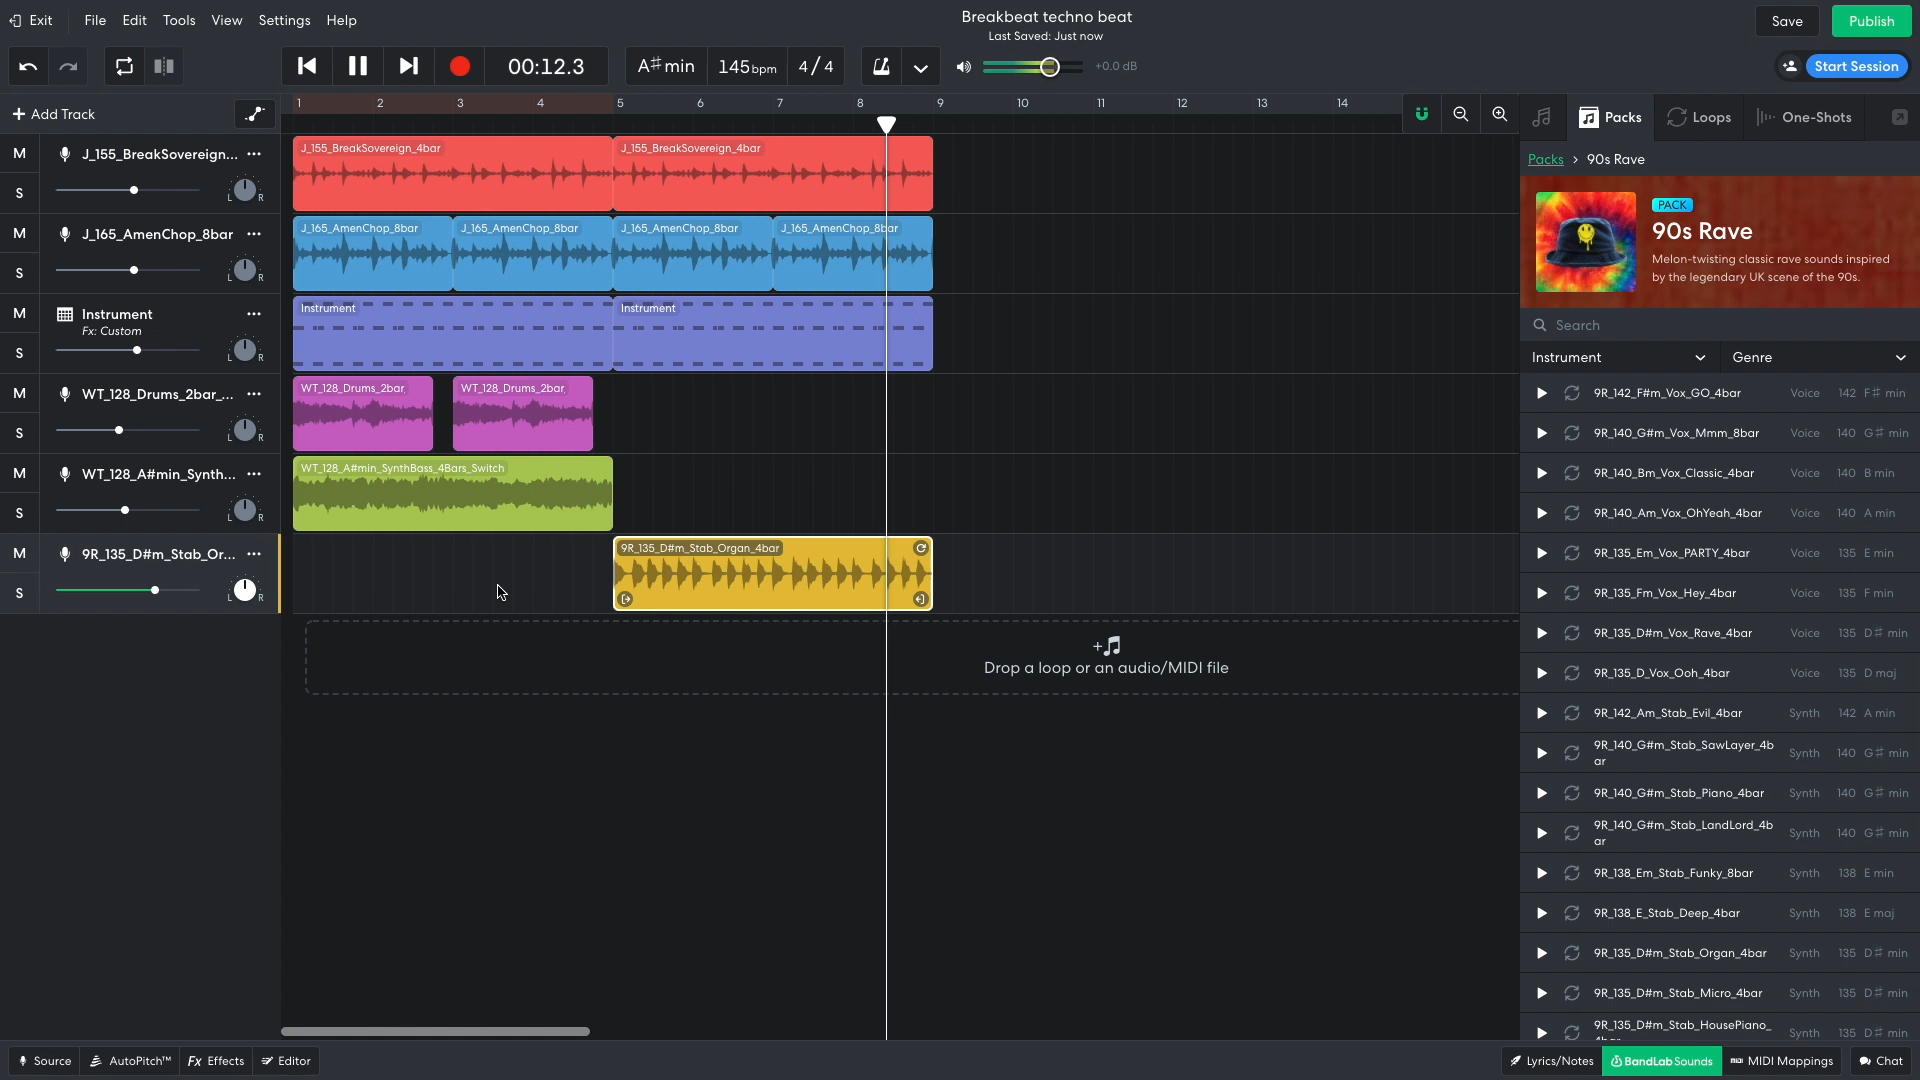 Exit File Edit Tools View Settings Help
Breakbeat techno beat
Last Saved: Just now
Save Publish
00:12.3 A♯min 145bpm 4/4 +0.0 dB Start Session
+ Add Track
1 2 3 4 5 6 7 8 9 10 11 12 13 14
Packs Loops One-Shots
M J_155_BreakSovereign... ...
S L R
M J_165_AmenChop_8bar ...
S L R
M Instrument ...
Fx: Custom
S L R
M WT_128_Drums_2bar_... ...
S L R
M WT_128_A#min_Synth... ...
S L R
M 9R_135_D#m_Stab_Or... ...
S L R
J_155_BreakSovereign_4bar J_155_BreakSovereign_4bar
J_165_AmenChop_8bar J_165_AmenChop_8bar J_165_AmenChop_8bar J_165_AmenChop_8bar
Instrument Instrument
WT_128_Drums_2bar WT_128_Drums_2bar
WT_128_A#min_SynthBass_4Bars_Switch
9R_135_D#m_Stab_Organ_4bar
Drop a loop or an audio/MIDI file
Packs > 90s Rave
PACK
90s Rave
Melon-twisting classic rave sounds inspired
by the legendary UK scene of the 90s.
Search
Instrument Genre
9R_142_F#m_Vox_GO_4bar Voice 142 F♯ min
9R_140_G#m_Vox_Mmm_8bar Voice 140 G♯ min
9R_140_Bm_Vox_Classic_4bar Voice 140 B min
9R_140_Am_Vox_OhYeah_4bar Voice 140 A min
9R_135_Em_Vox_PARTY_4bar Voice 135 E min
9R_135_Fm_Vox_Hey_4bar Voice 135 F min
9R_135_D#m_Vox_Rave_4bar Voice 135 D♯ min
9R_135_D_Vox_Ooh_4bar Voice 135 D maj
9R_142_Am_Stab_Evil_4bar Synth 142 A min
9R_140_G#m_Stab_SawLayer_4b
ar Synth 140 G♯ min
9R_140_G#m_Stab_Piano_4bar Synth 140 G♯ min
9R_140_G#m_Stab_LandLord_4b
ar Synth 140 G♯ min
9R_138_Em_Stab_Funky_8bar Synth 138 E min
9R_138_E_Stab_Deep_4bar Synth 138 E maj
9R_135_D#m_Stab_Organ_4bar Synth 135 D♯ min
9R_135_D#m_Stab_Micro_4bar Synth 135 D♯ min
9R_135_D#m_Stab_HousePiano_
Synth 135 D♯ min
Source AutoPitch™ Fx Effects Editor Lyrics/Notes BandLab Sounds MIDI Mappings Chat